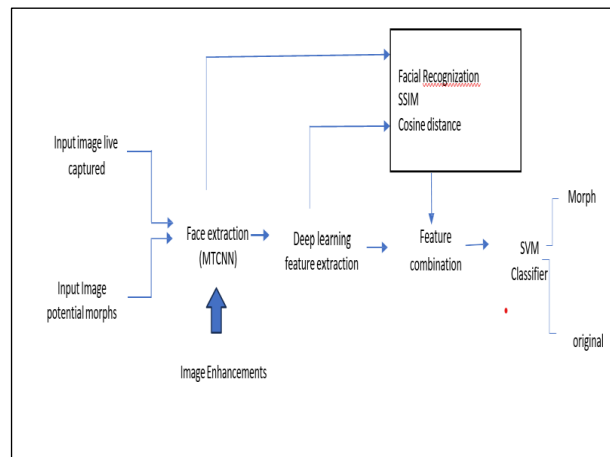 Facial Recognization
SSIM
Cosine distance
Input image live
captured
Face extraction
(MTCNN)
Deep learning
feature extraction
Feature
combination
SVM
Classifier
Morph
original
Input Image
potential morphs
Image Enhancements